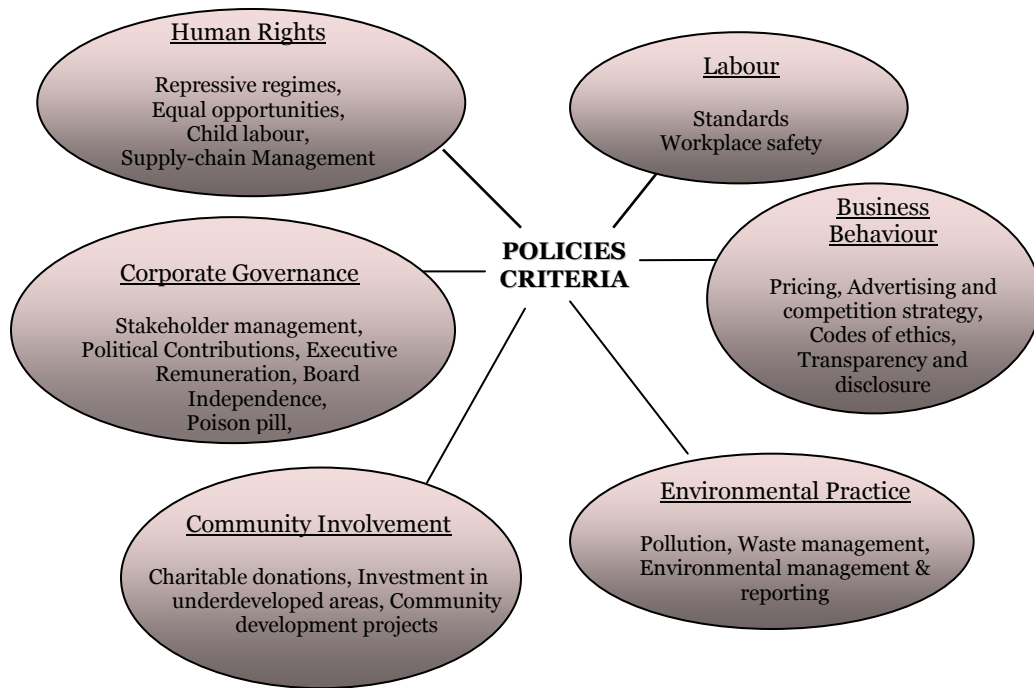 Human Rights
Repressive regimes,
Equal opportunities,
Child labour,
Supply-chain Management
Labour
Standards
Workplace safety
POLICIES
CRITERIA
Business
Behaviour
Pricing, Advertising and
competition strategy,
Codes of ethics,
Transparency and
disclosure
Corporate Governance
Stakeholder management,
Political Contributions, Executive
Remuneration, Board
Independence,
Poison pill,
Community Involvement
Charitable donations, Investment in
underdeveloped areas, Community
development projects
Environmental Practice
Pollution, Waste management,
Environmental management &
reporting